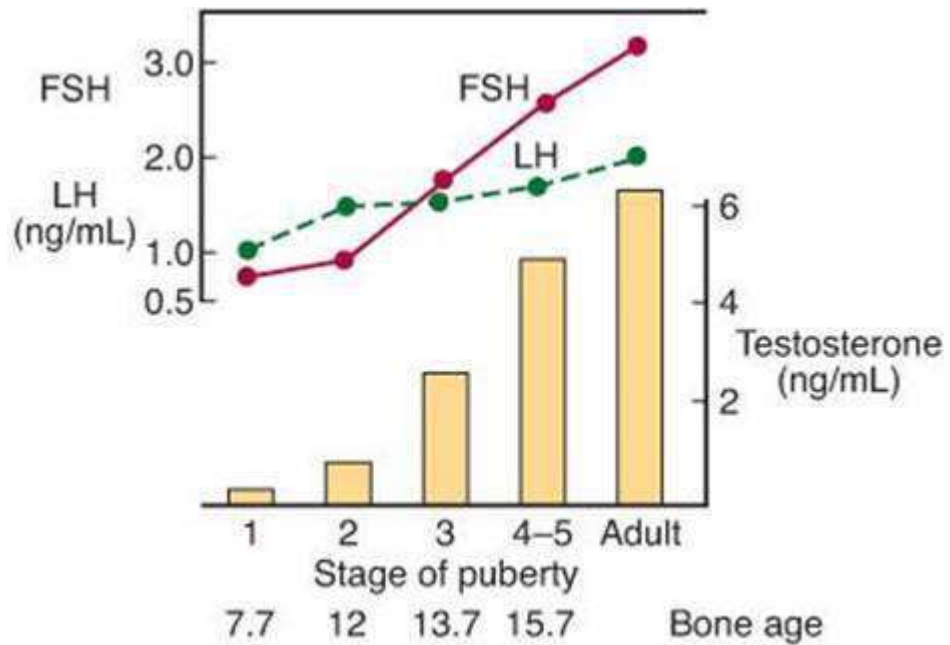 3.0
FSH
FSH
2.0
LH
LH
(ng/mL)
1.0
0.5
6
4
Testosterone
(ng/mL)
2
1 2 3 4–5 Adult
Stage of puberty
7.7 12 13.7 15.7 Bone age